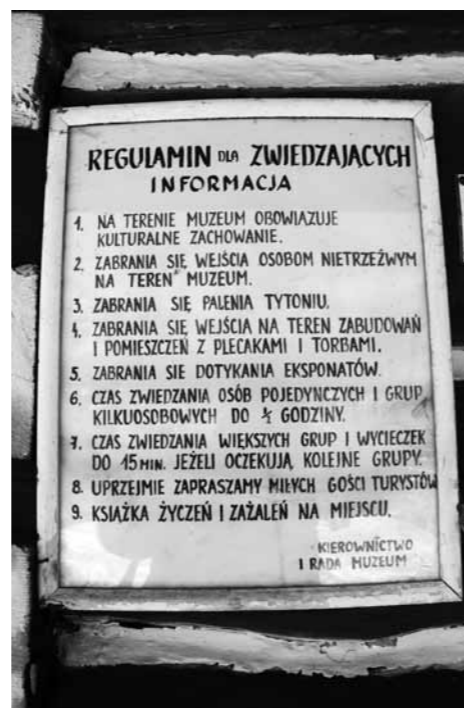 REGULAMIN DLA ZWIEDZAJĄCYCH
INFORMACJA
1. NA TERENIE MUZEUM OBOWIĄZUJE
KULTURALNE ZACHOWANIE.
2. ZABRANIA SIĘ WEJŚCIA OSOBOM NIETRZEŹWYM
NA TEREN" MUZEUM.
3. ZABRANIA SIĘ PALENIA TYTONIU.
4. ZABRANIA SIĘ WEJŚCIA NA TEREN ZABUDOWAŃ
I POMIESZCZEŃ Z PLECAKAMI I TORBAMI.
5. ZABRANIA SIE DOTYKANIA EKSPONATÓW.
6. CZAS ZWIEDZANIA OSÓB POJEDYNCZYCH I GRUP
KILKUOSOBOWYCH DO ½ GODZINY.
7. CZAS ZWIEDZANIA WIĘKSZYCH GRUP I WYCIECZEK
DO 15 MIN. JEŻELI OCZEKUJĄ KOLEJNE GRUPY.
8. UPRZEJMIE ZAPRASZAMY MIŁYCH GOŚCI TURYSTÓW
9. KSIĄŻKA ŻYCZEŃ I ZAŻALEŃ NA MIEJSCU.
KIEROWNICTWO
I RADA MUZEUM